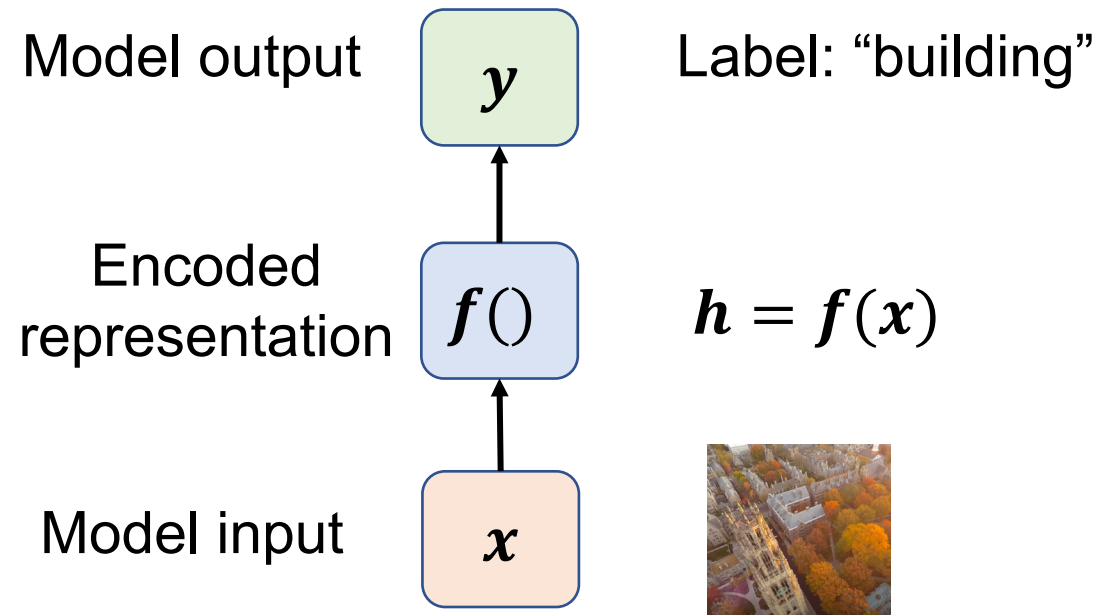 Model output
y
Label: “building”
Encoded
representation
f()
h = f(x)
Model input
x